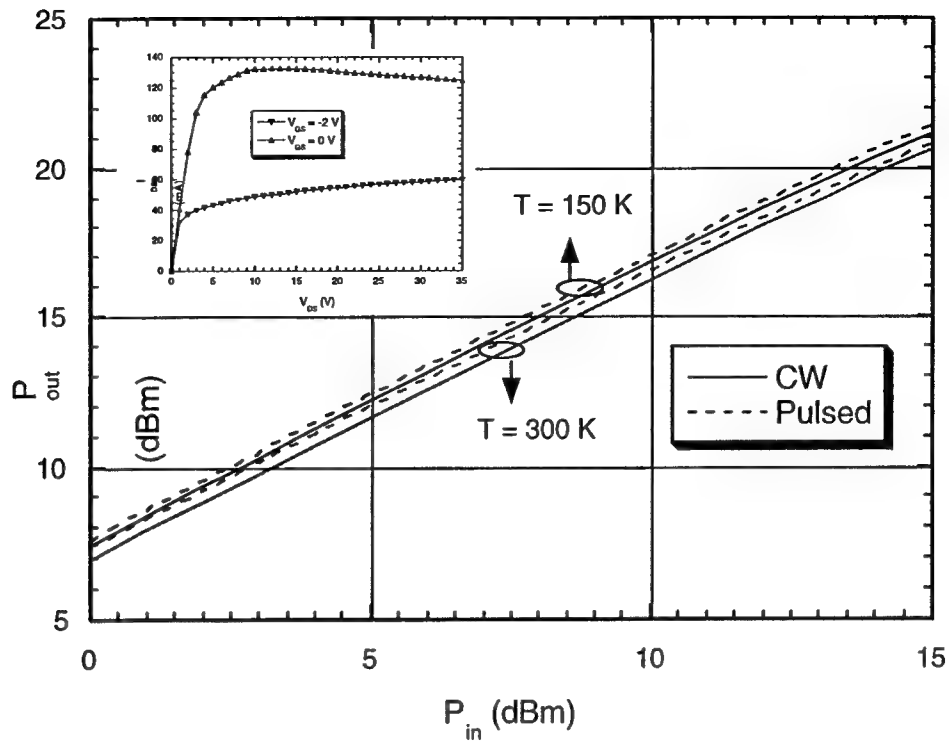 25
20
15
10
5
P_out (dBm)
140
120
100
80
60
40
20
0
I (mA)
V_GS = -2 V
V_GS = 0 V
0 5 10 15 20 25 30 35
V_DS (V)
T = 150 K
T = 300 K
CW
Pulsed
0 5 10 15
P_in (dBm)